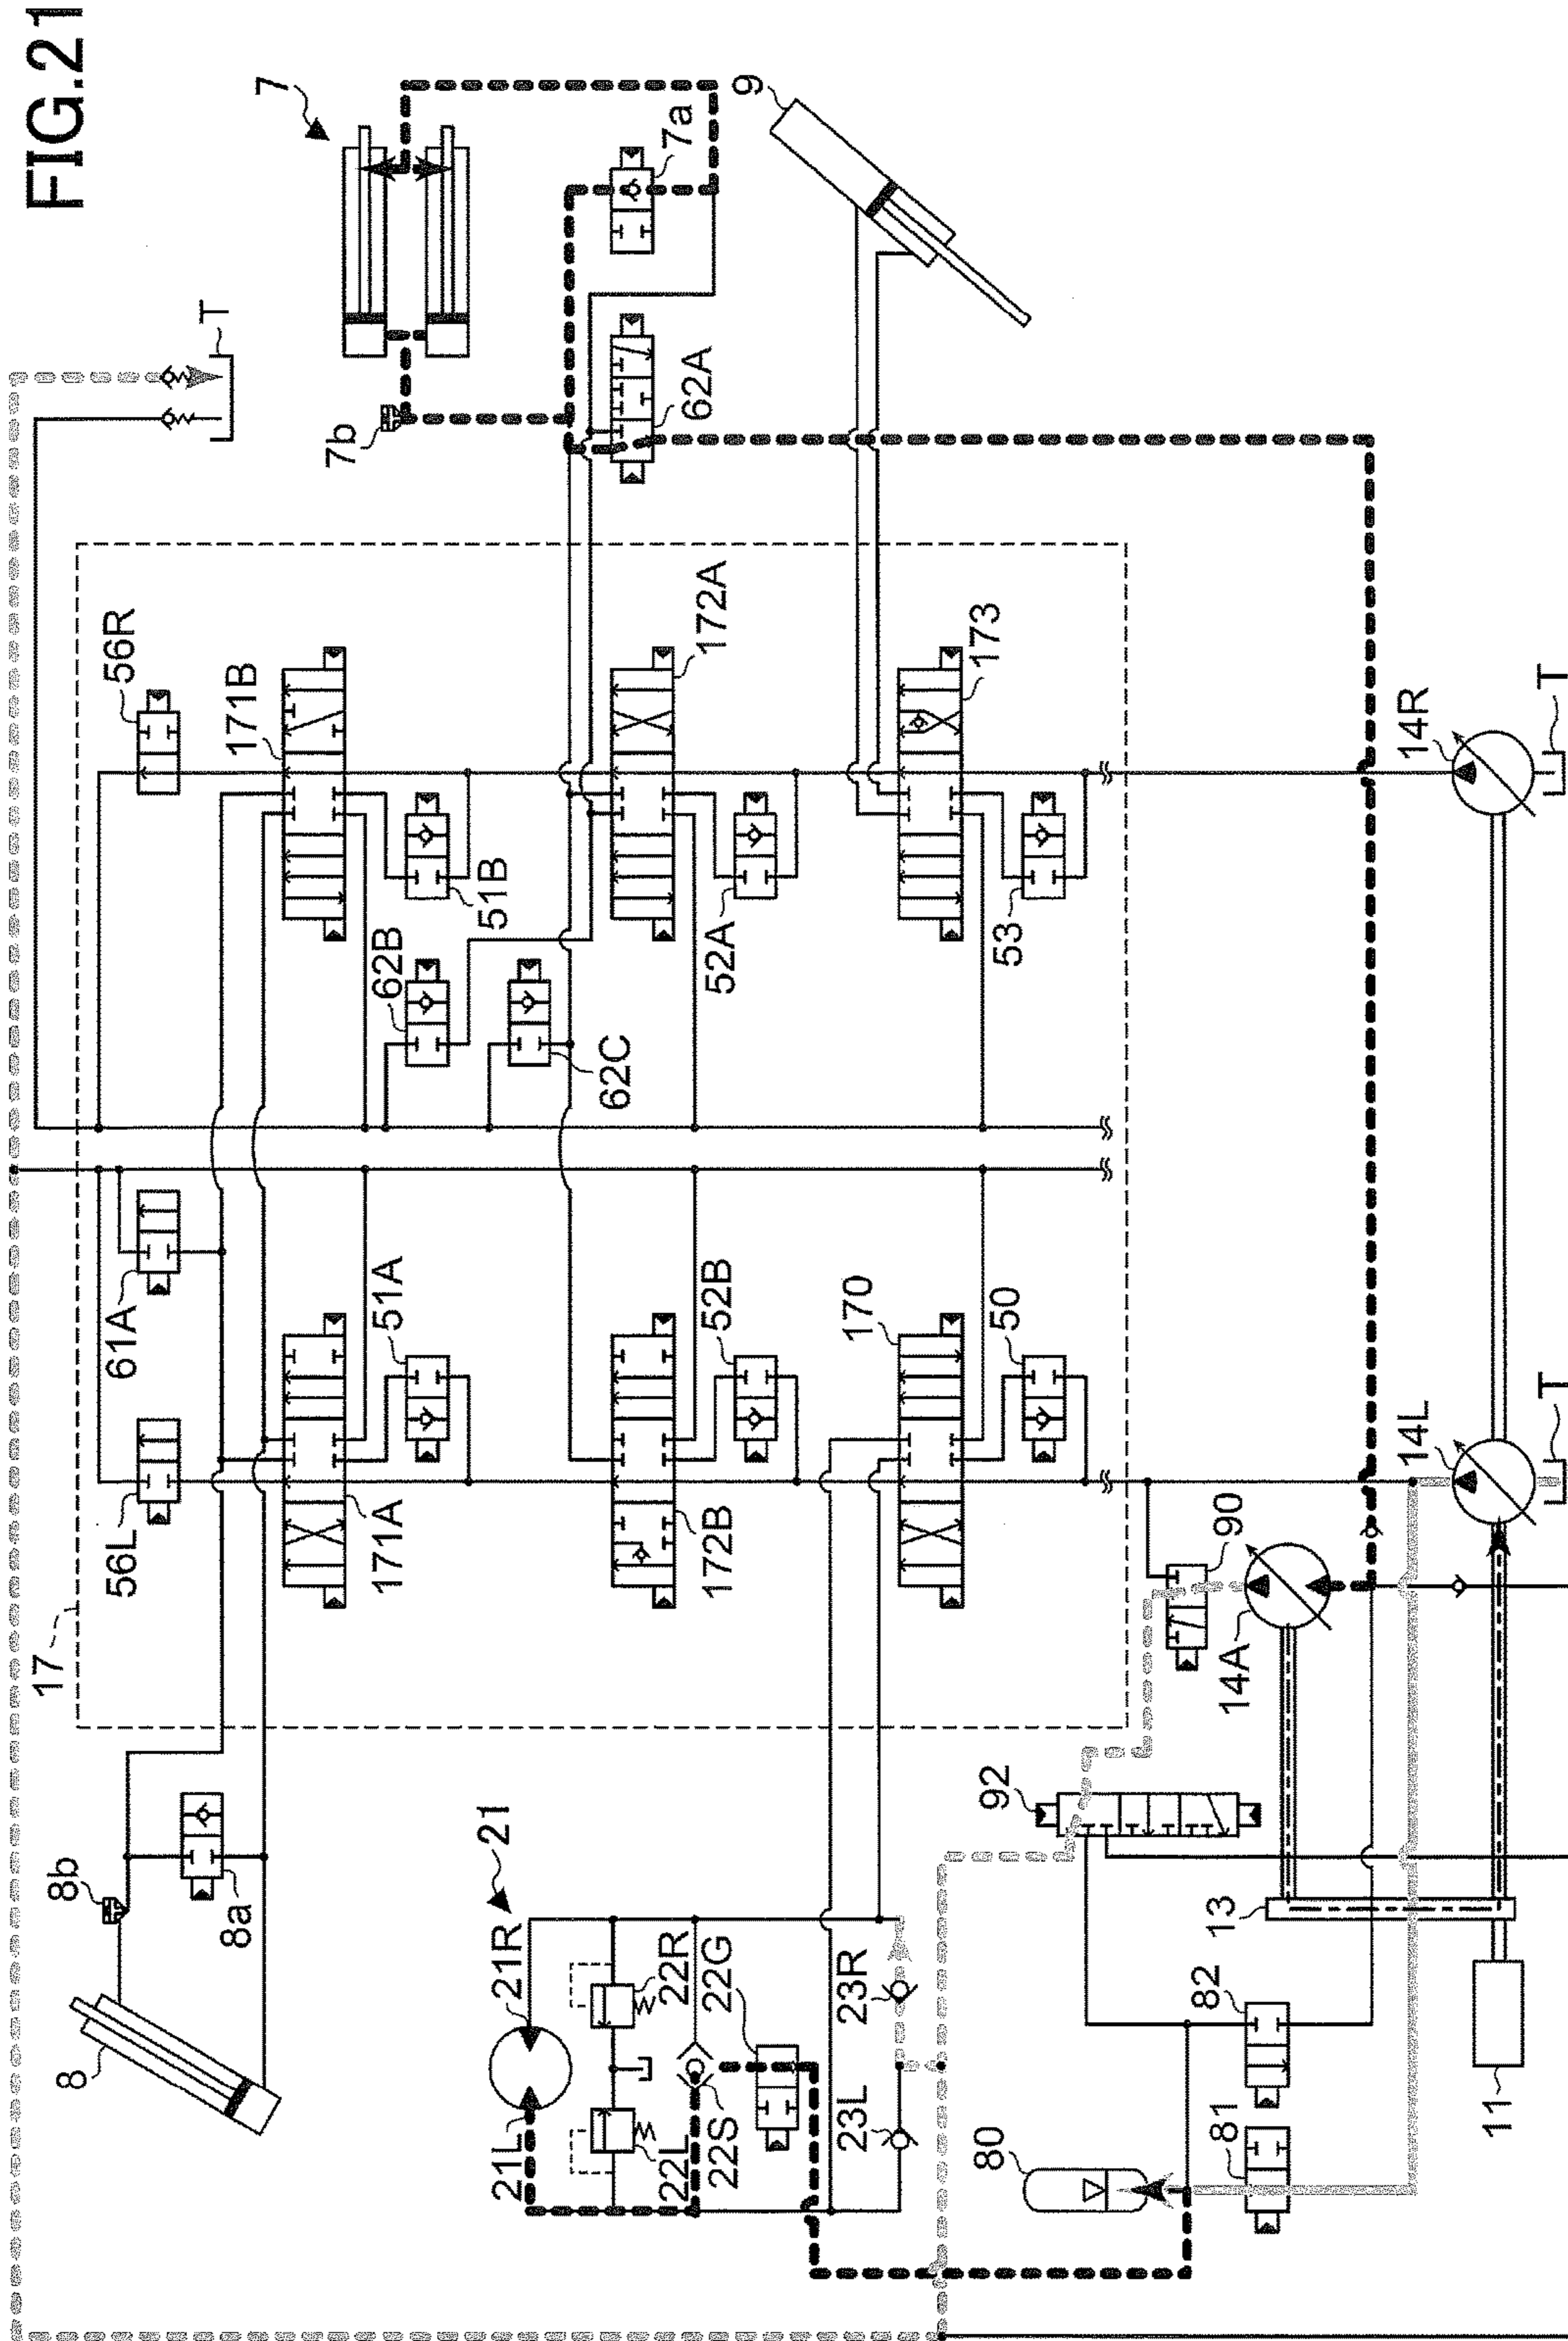 FIG.21
7
7a
9
T
7b
62A
56R
171B
172A
173
51B
52A
53
62B
62C
14R
T
61A
51A
52B
170
50
56L
171A
172B
14L
T
90
14A
17
92
8b
8a
8
21
21R
22R
22G
23R
13
82
21L
22L
22S
23L
80
81
11